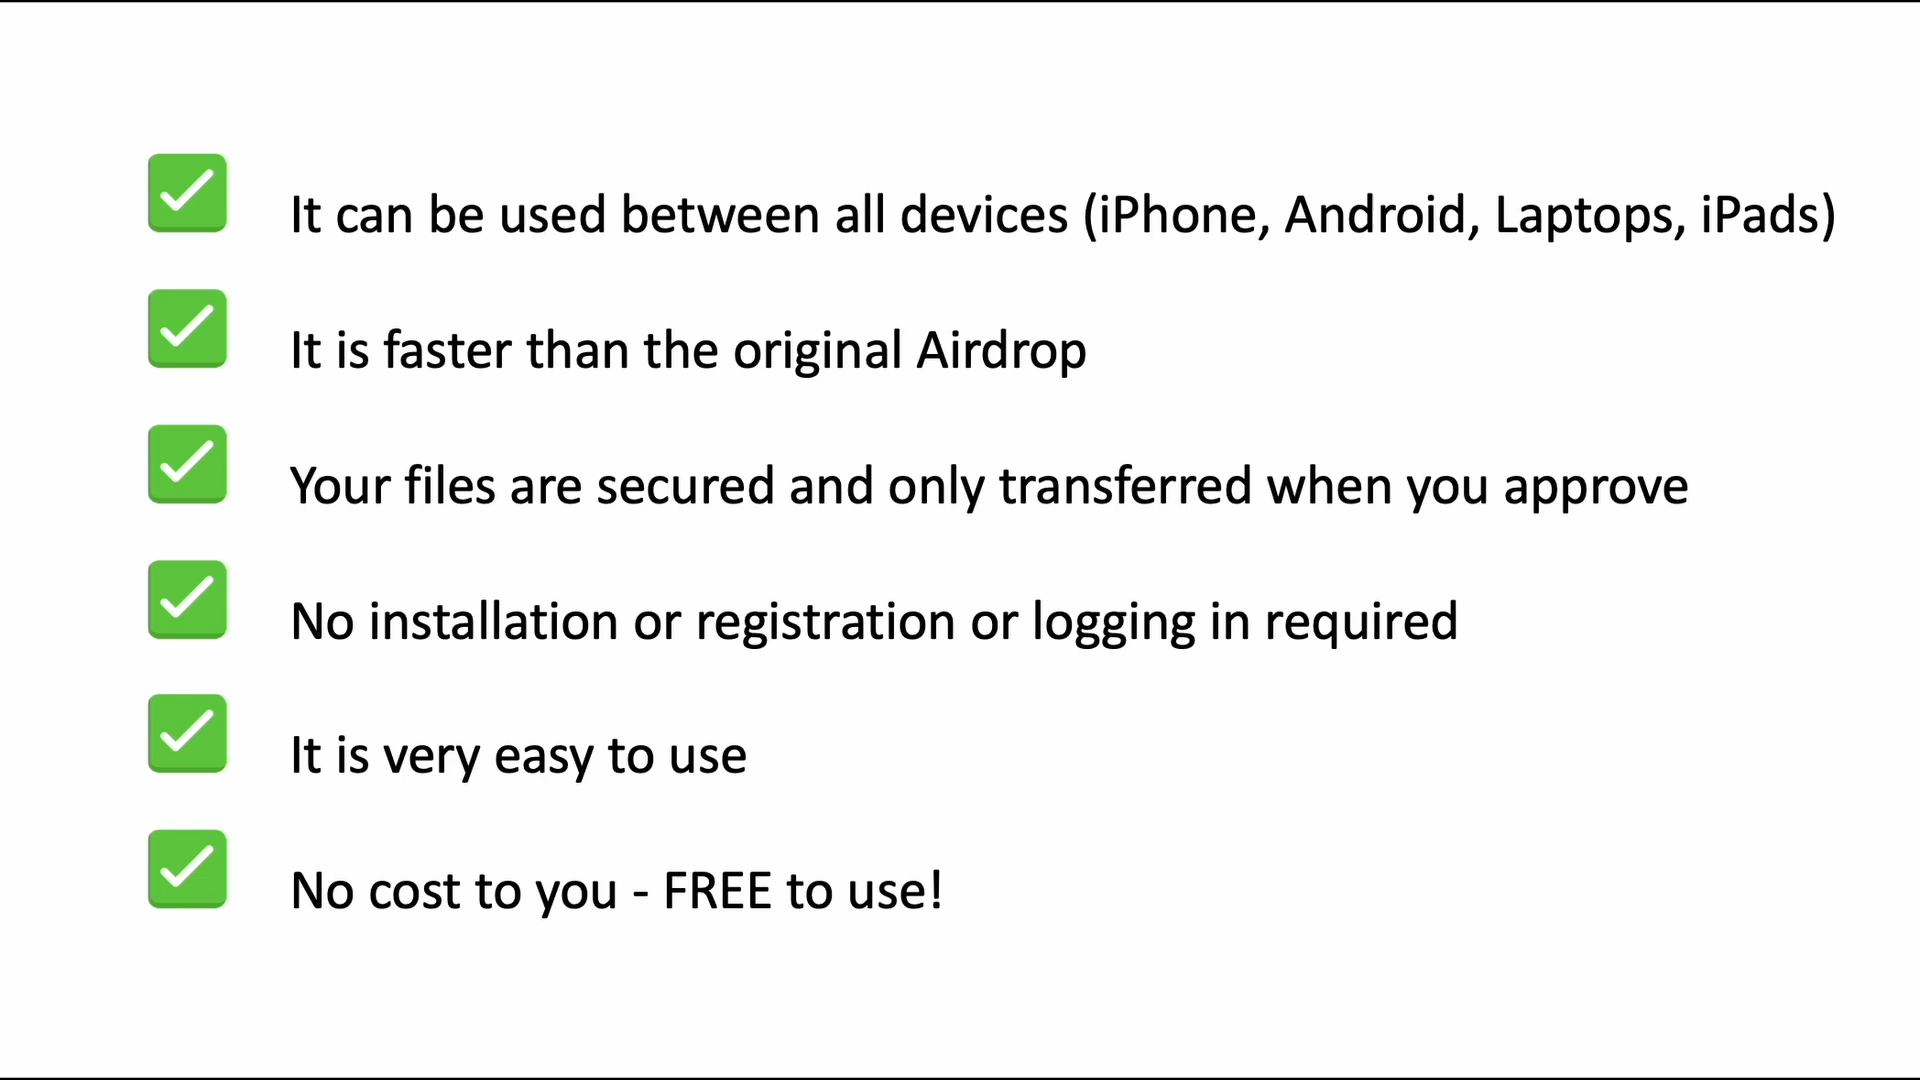 It can be used between all devices (iPhone, Android, Laptops, iPads)
It is faster than the original Airdrop
Your files are secured and only transferred when you approve
No installation or registration or logging in required
It is very easy to use
No cost to you - FREE to use!